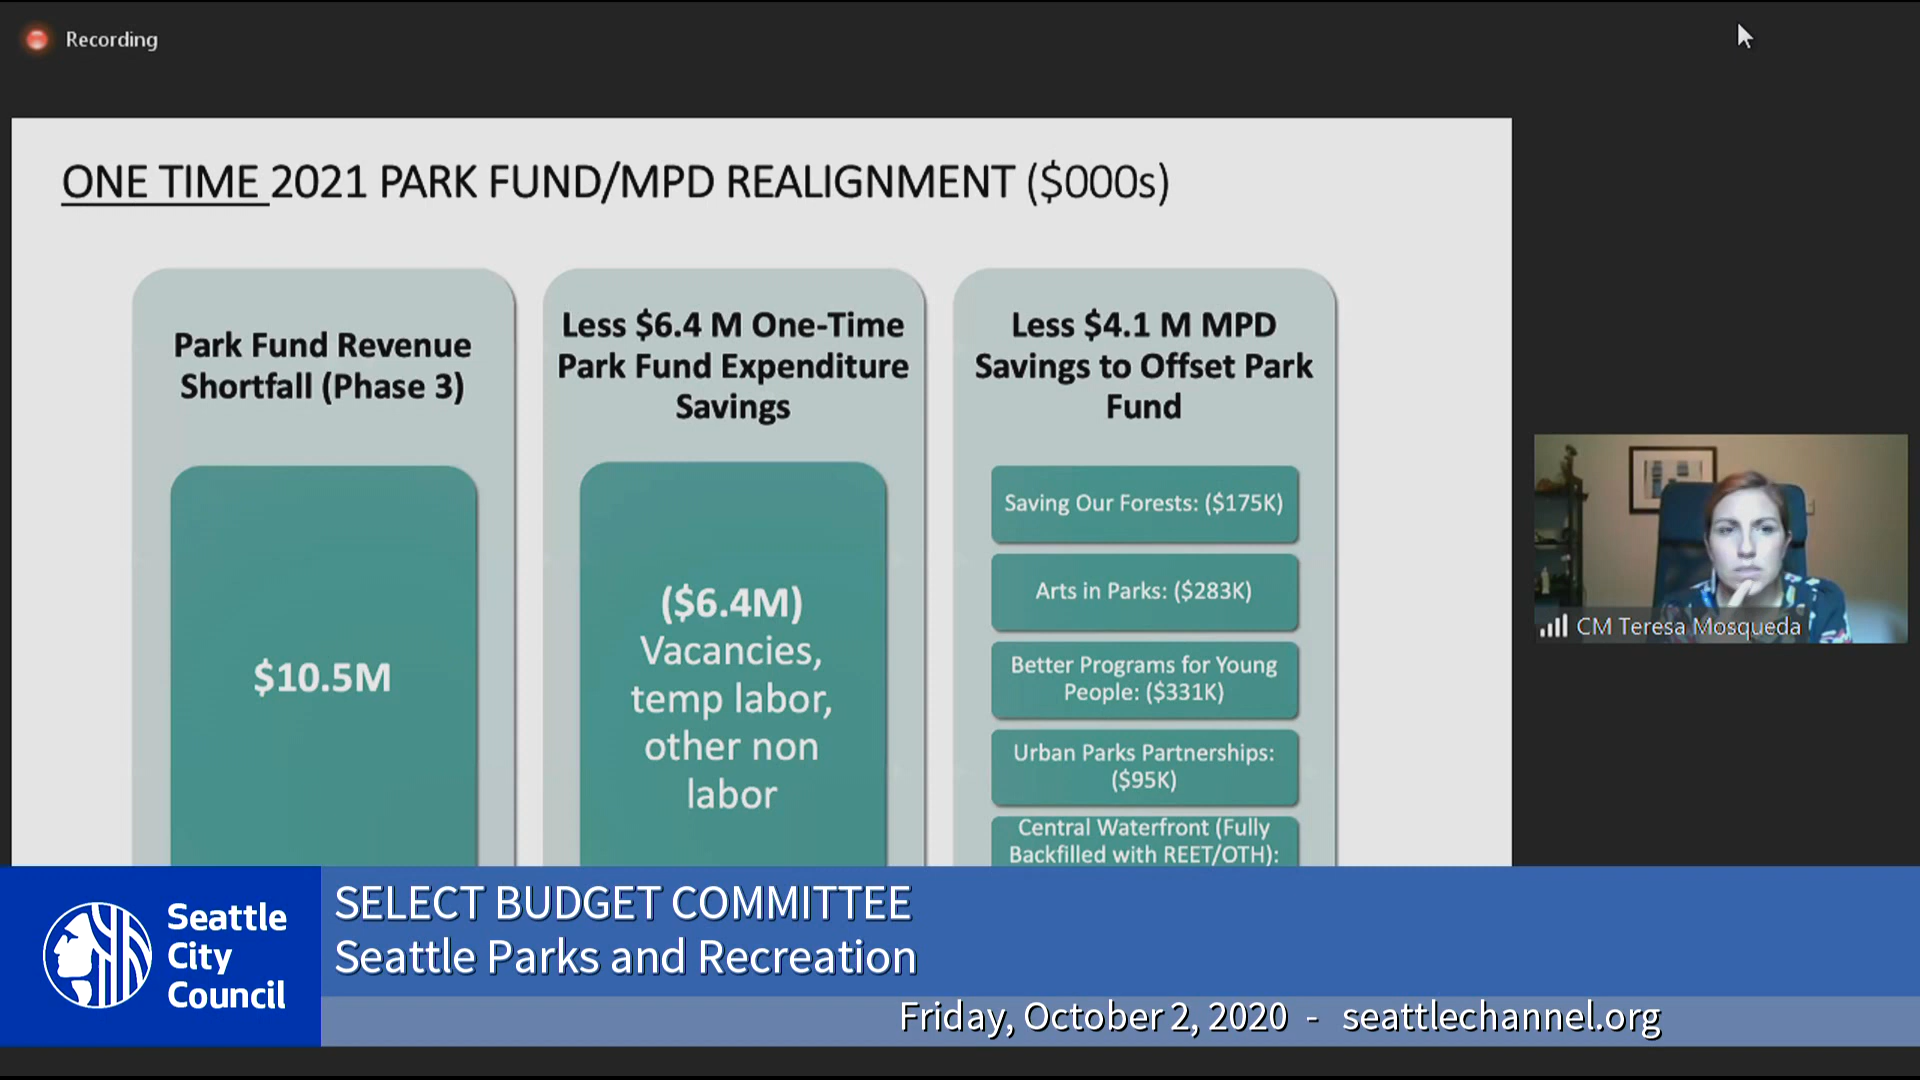 Recording
ONE TIME 2021 PARK FUND/MPD REALIGNMENT ($000s)
Park Fund Revenue
Shortfall (Phase 3)
$10.5M
Less $6.4 M One-Time
Park Fund Expenditure
Savings
($6.4M)
Vacancies,
temp labor,
other non
labor
Less $4.1 M MPD
Savings to Offset Park
Fund
Saving Our Forests: ($175K)
Arts in Parks: ($283K)
Better Programs for Young
People: ($331K)
Urban Parks Partnerships:
($95K)
Central Waterfront (Fully
Backfilled with REET/OTH):
CM Teresa Mosqueda
Seattle
City
Council
SELECT BUDGET COMMITTEE
Seattle Parks and Recreation
Friday, October 2, 2020 - seattlechannel.org